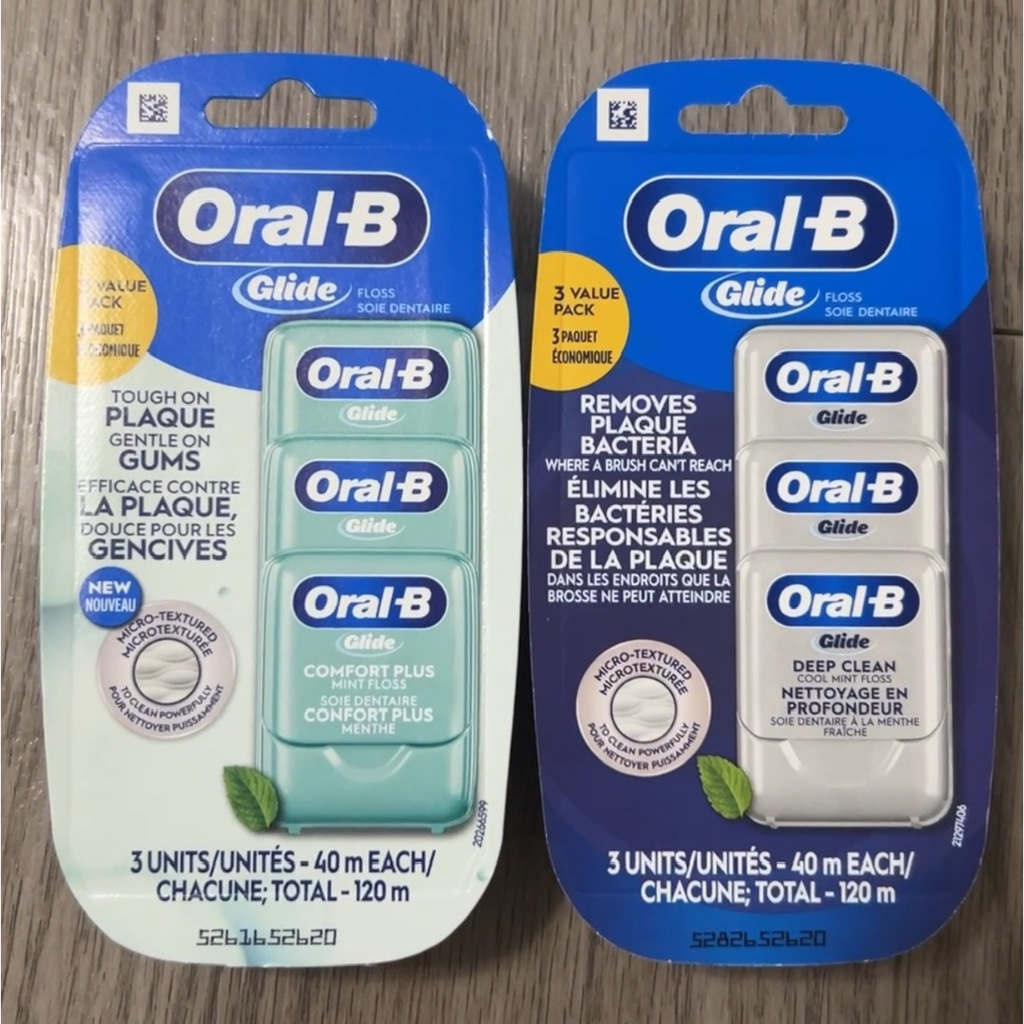 Oral-B
Glide FLOSS
SOIE DENTAIRE
3 VALUE
PACK
3 PAQUET
ÉCONOMIQUE
TOUGH ON
PLAQUE
GENTLE ON
GUMS
EFFICACE CONTRE
LA PLAQUE,
DOUCE POUR LES
GENCIVES
NEW
NOUVEAU
MICRO-TEXTURED
MICROTEXTURÉE
TO CLEAN POWERFULLY
POUR NETTOYER PUISSAMMENT
Oral-B
Glide
Oral-B
Glide
Oral-B
Glide
COMFORT PLUS
MINT FLOSS
SOIE DENTAIRE
CONFORT PLUS
MENTHE
20266599
3 UNITS/UNITÉS - 40 m EACH/
CHACUNE; TOTAL - 120 m
5261652620
Oral-B
Glide FLOSS
SOIE DENTAIRE
3 VALUE
PACK
3 PAQUET
ÉCONOMIQUE
REMOVES
PLAQUE
BACTERIA
WHERE A BRUSH CAN'T REACH
ÉLIMINE LES
BACTÉRIES
RESPONSABLES
DE LA PLAQUE
DANS LES ENDROITS QUE LA
BROSSE NE PEUT ATTEINDRE
MICRO-TEXTURED
MICROTEXTURÉE
TO CLEAN POWERFULLY
POUR NETTOYER PUISSAMMENT
Oral-B
Glide
Oral-B
Glide
Oral-B
Glide
DEEP CLEAN
COOL MINT FLOSS
NETTOYAGE EN
PROFONDEUR
SOIE DENTAIRE À LA MENTHE
FRAÎCHE
21297406
3 UNITS/UNITÉS - 40 m EACH/
CHACUNE; TOTAL - 120 m
5282652620